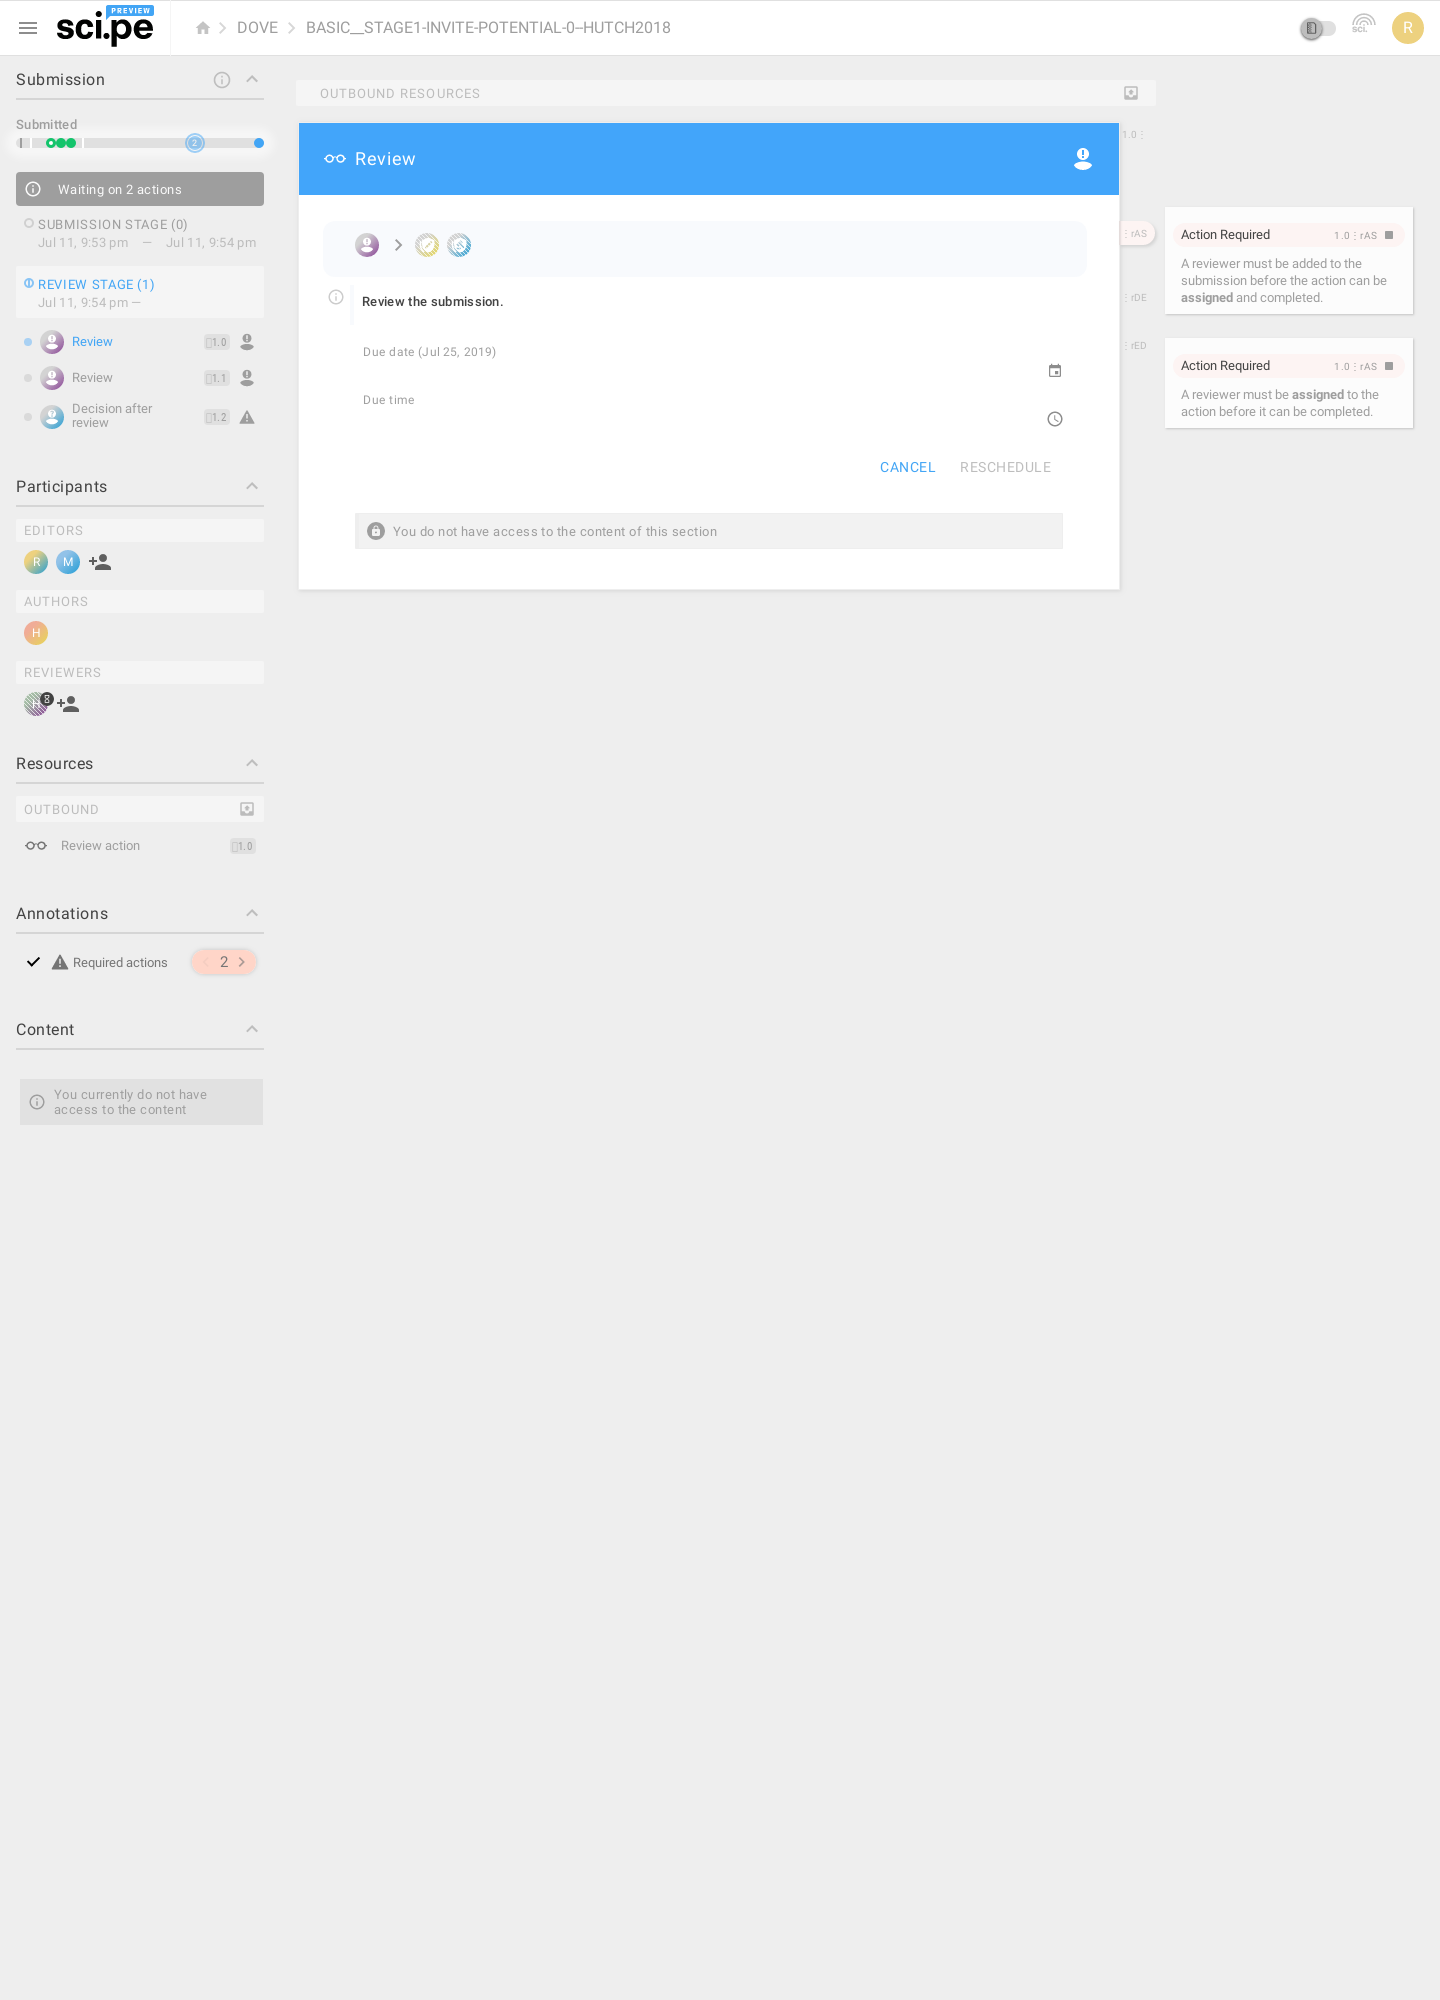 PREVIEW
sci.pe
DOVE
BASIC__STAGE1-INVITE-POTENTIAL-0--HUTCH2018
sci.
R
Submission
Submitted
2
Waiting on 2 actions
SUBMISSION STAGE (0)
Jul 11, 9:53 pm — Jul 11, 9:54 pm
REVIEW STAGE (1)
Jul 11, 9:54 pm —
Review 1.0
Review 1.1
Decision after
review
1.2
Participants
EDITORS
R M
AUTHORS
H
REVIEWERS
H
Resources
OUTBOUND
Review action 1.0
Annotations
Required actions 2
Content
You currently do not have
access to the content
OUTBOUND RESOURCES
Review
Review the submission.
Due date (Jul 25, 2019)
Due time
CANCEL RESCHEDULE
You do not have access to the content of this section
1.0⋮
⋮rAS
⋮rDE
⋮rED
Action Required 1.0⋮rAS
A reviewer must be added to the
submission before the action can be
assigned and completed.
Action Required 1.0⋮rAS
A reviewer must be assigned to the
action before it can be completed.